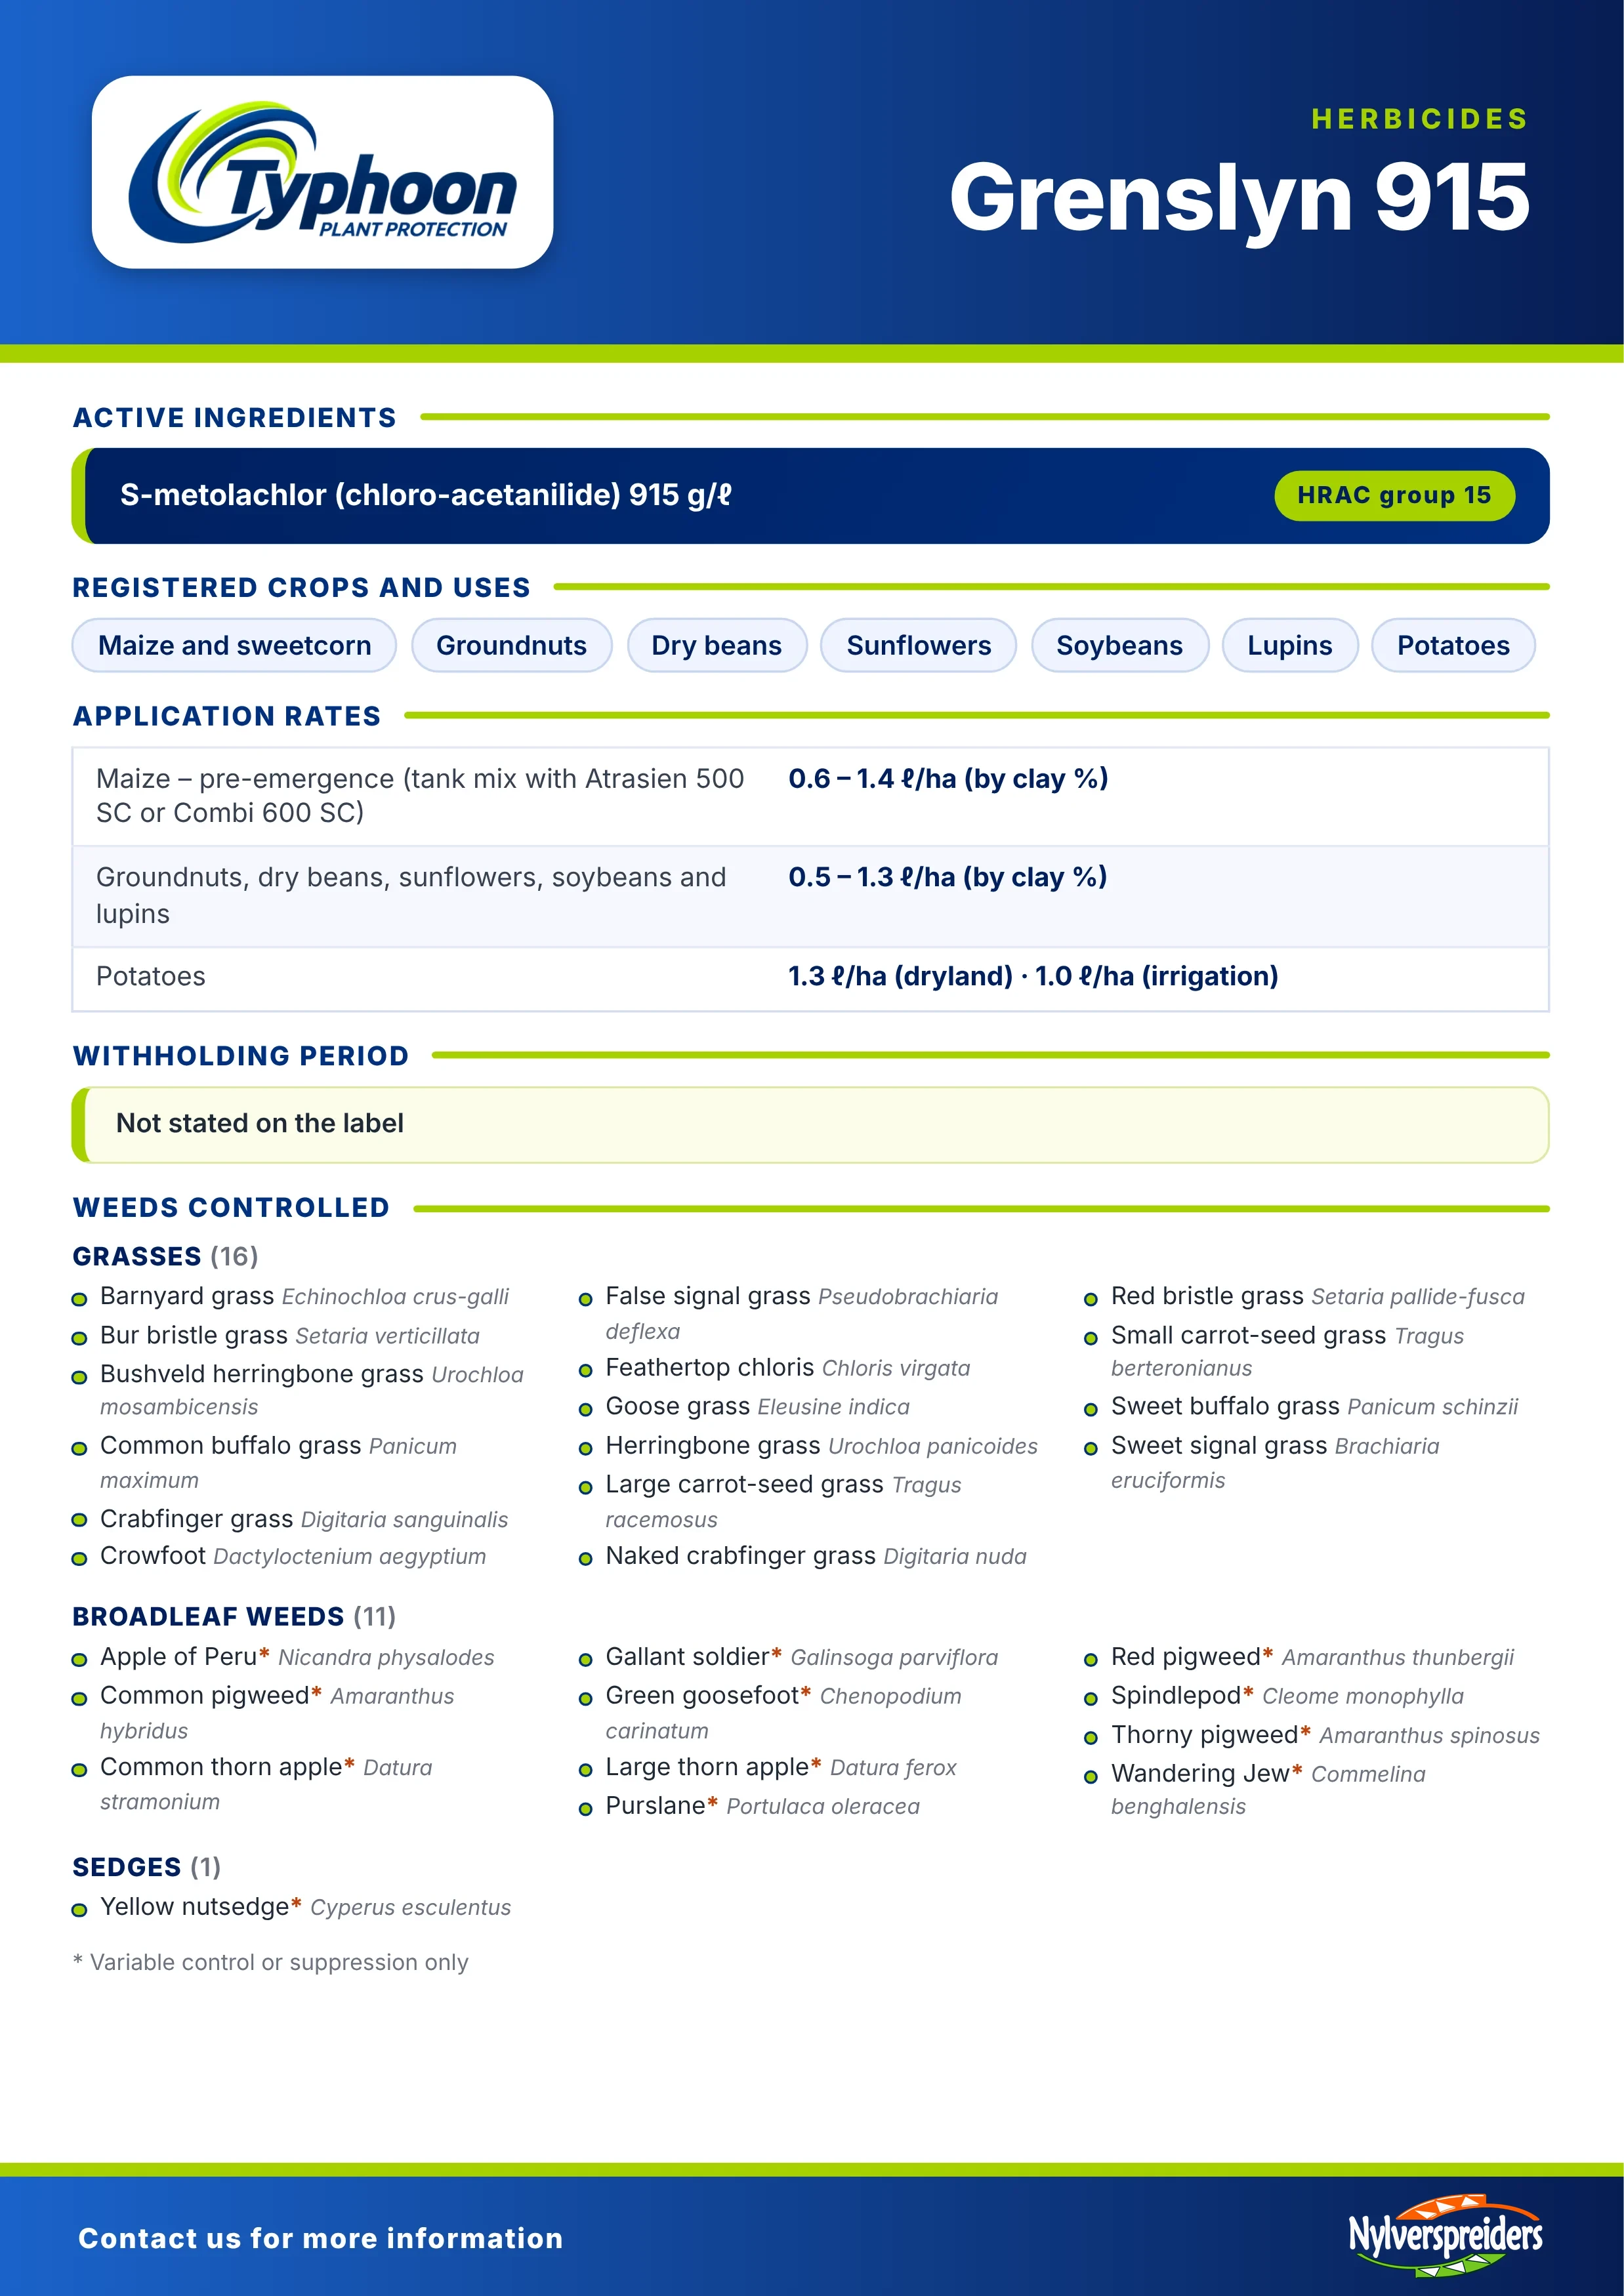 Typhoon
PLANT PROTECTION
HERBICIDES
Grenslyn 915
ACTIVE INGREDIENTS
S-metolachlor (chloro-acetanilide) 915 g/ℓ
HRAC group 15
REGISTERED CROPS AND USES
Maize and sweetcorn
Groundnuts
Dry beans
Sunflowers
Soybeans
Lupins
Potatoes
APPLICATION RATES
Maize – pre-emergence (tank mix with Atrasien 500
SC or Combi 600 SC)
0.6 – 1.4 ℓ/ha (by clay %)
Groundnuts, dry beans, sunflowers, soybeans and
lupins
0.5 – 1.3 ℓ/ha (by clay %)
Potatoes
1.3 ℓ/ha (dryland) · 1.0 ℓ/ha (irrigation)
WITHHOLDING PERIOD
Not stated on the label
WEEDS CONTROLLED
GRASSES (16)
Barnyard grass Echinochloa crus-galli
Bur bristle grass Setaria verticillata
Bushveld herringbone grass Urochloa
mosambicensis
Common buffalo grass Panicum
maximum
Crabfinger grass Digitaria sanguinalis
Crowfoot Dactyloctenium aegyptium
False signal grass Pseudobrachiaria
deflexa
Feathertop chloris Chloris virgata
Goose grass Eleusine indica
Herringbone grass Urochloa panicoides
Large carrot-seed grass Tragus
racemosus
Naked crabfinger grass Digitaria nuda
Red bristle grass Setaria pallide-fusca
Small carrot-seed grass Tragus
berteronianus
Sweet buffalo grass Panicum schinzii
Sweet signal grass Brachiaria
eruciformis
BROADLEAF WEEDS (11)
Apple of Peru* Nicandra physalodes
Common pigweed* Amaranthus
hybridus
Common thorn apple* Datura
stramonium
Gallant soldier* Galinsoga parviflora
Green goosefoot* Chenopodium
carinatum
Large thorn apple* Datura ferox
Purslane* Portulaca oleracea
Red pigweed* Amaranthus thunbergii
Spindlepod* Cleome monophylla
Thorny pigweed* Amaranthus spinosus
Wandering Jew* Commelina
benghalensis
SEDGES (1)
Yellow nutsedge* Cyperus esculentus
* Variable control or suppression only
Contact us for more information
Nylverspreiders